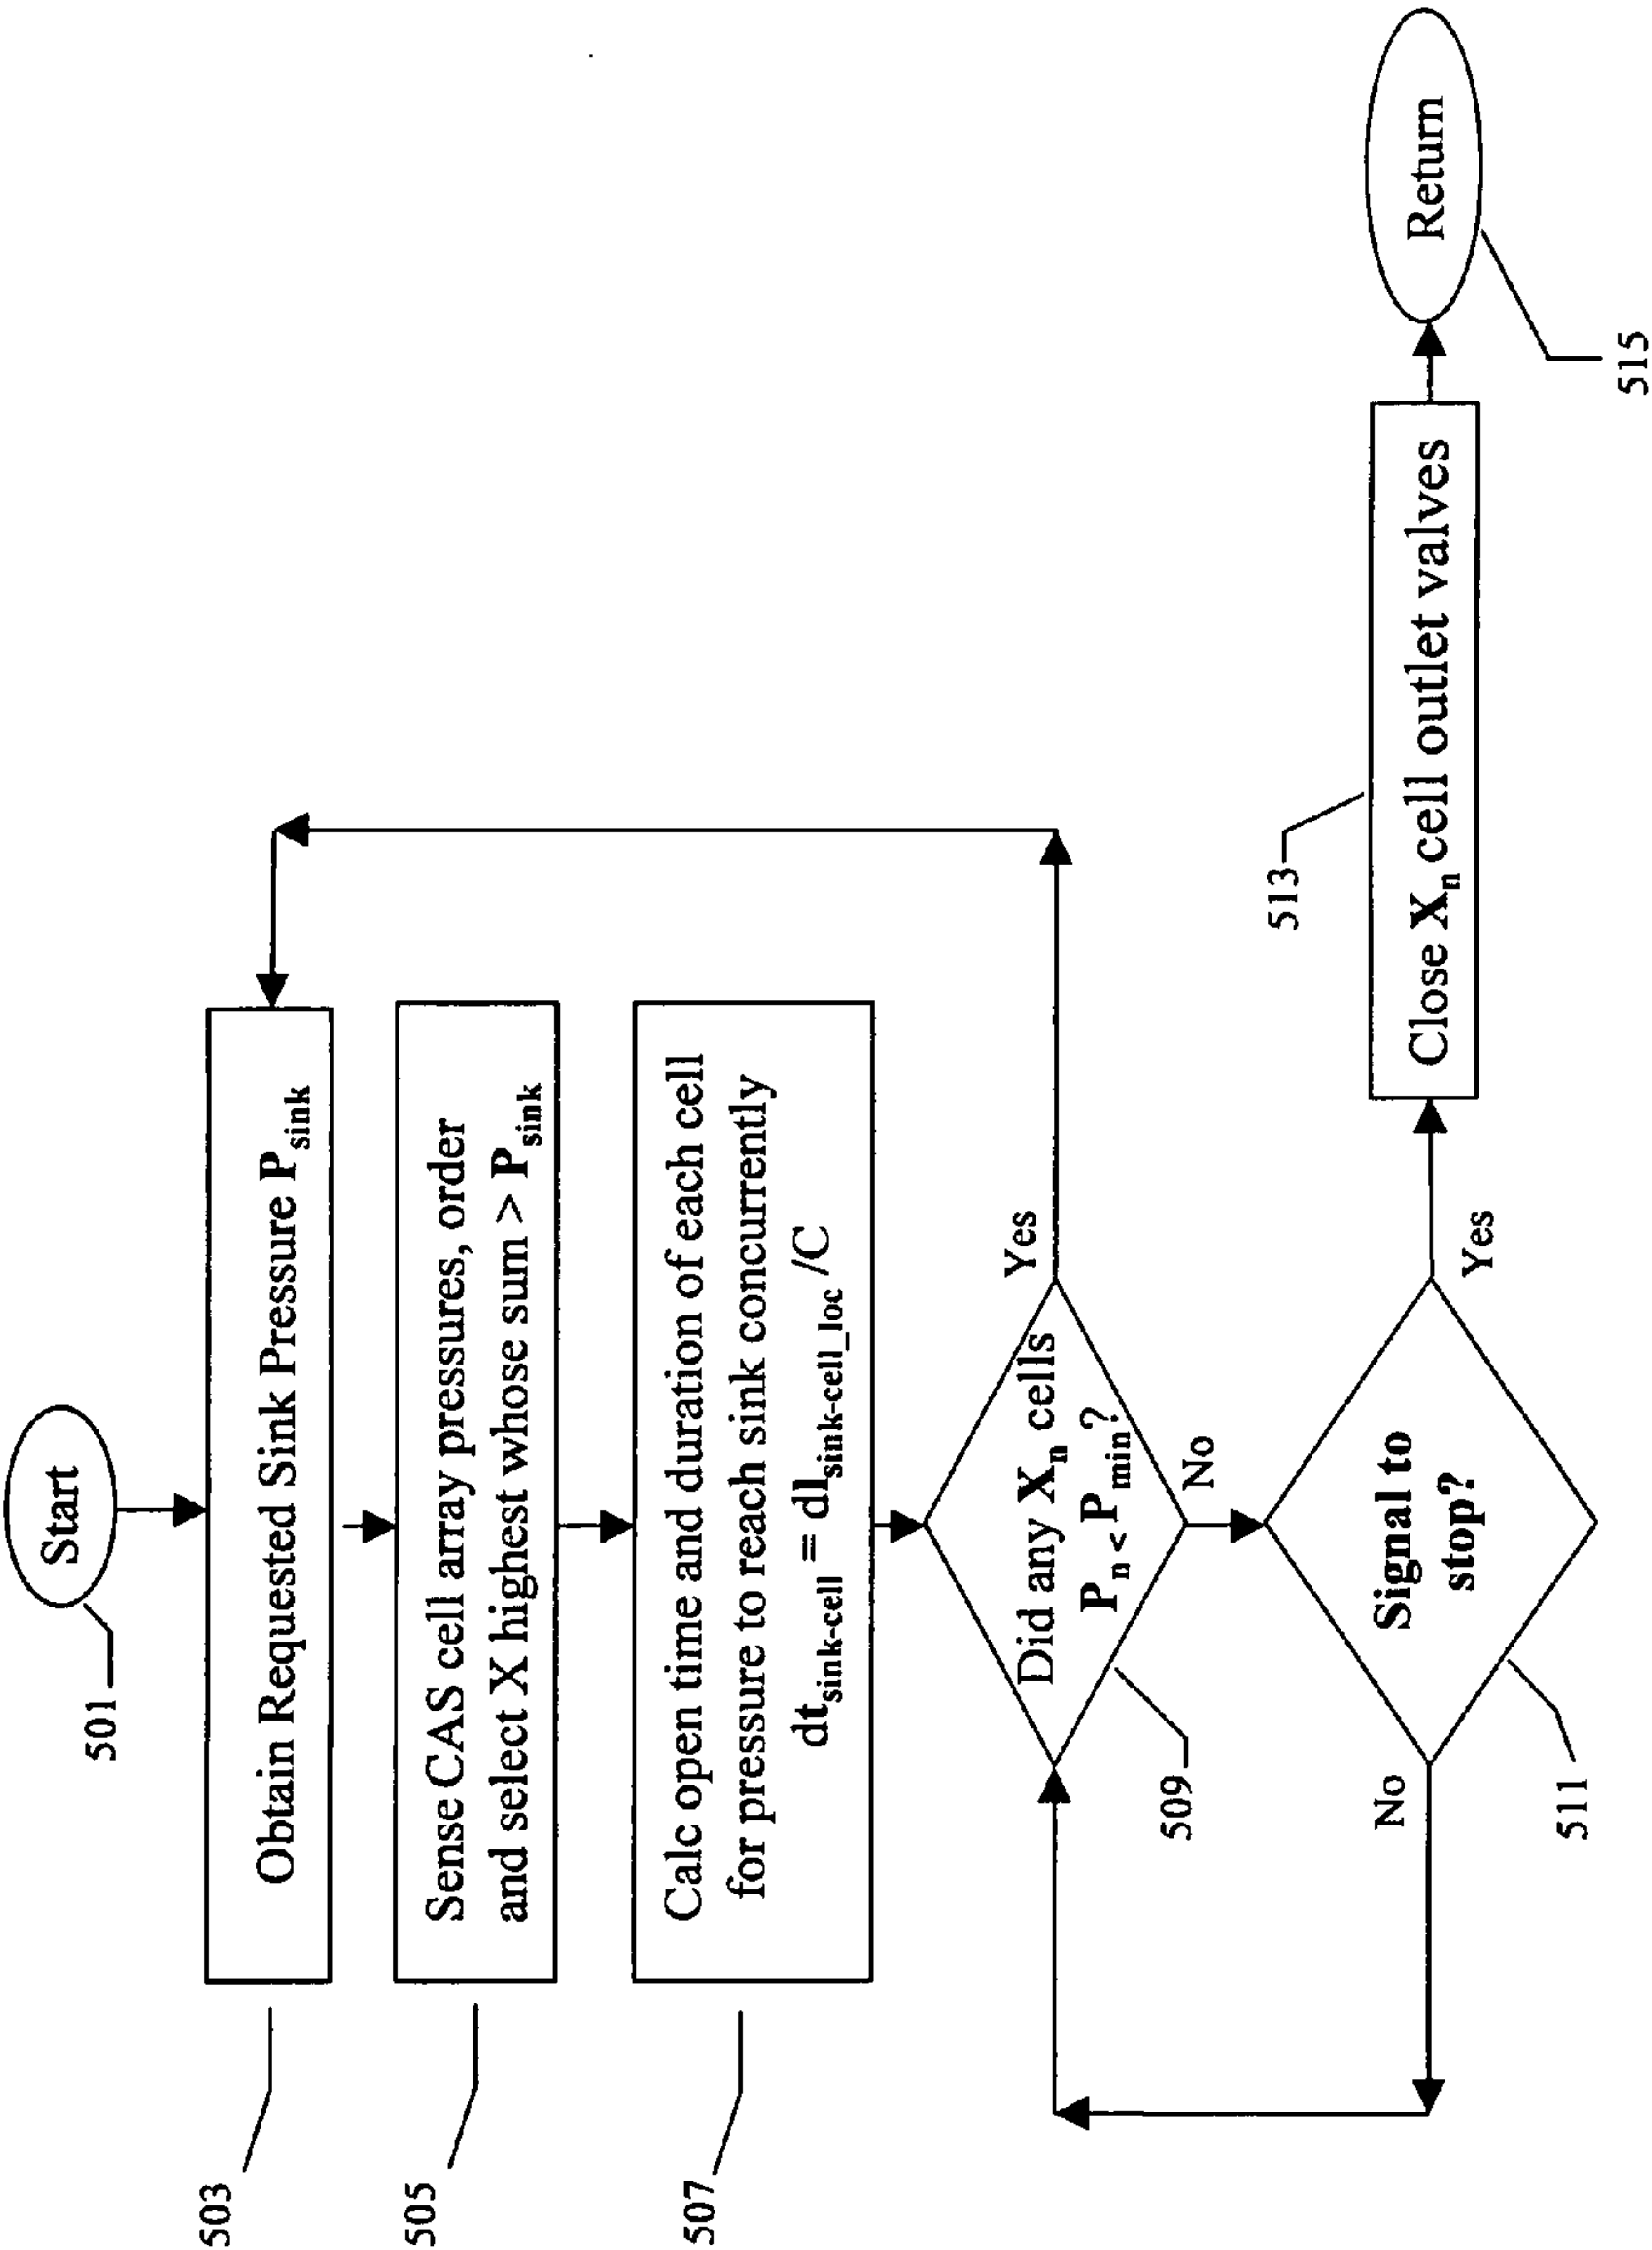 Start
501
Obtain Requested Sink Pressure P_sink
503
Sense CAS cell array pressures, order
and select X highest whose sum > P_sink
505
Calc open time and duration of each cell
for pressure to reach sink concurrently
dt_sink-cell = dl_sink-cell_loc /C
507
Did any X_n cells
P_n < P_min?
Yes
No
509
Signal to
stop?
No
Yes
511
Close X_n cell outlet valves
513
Return
515